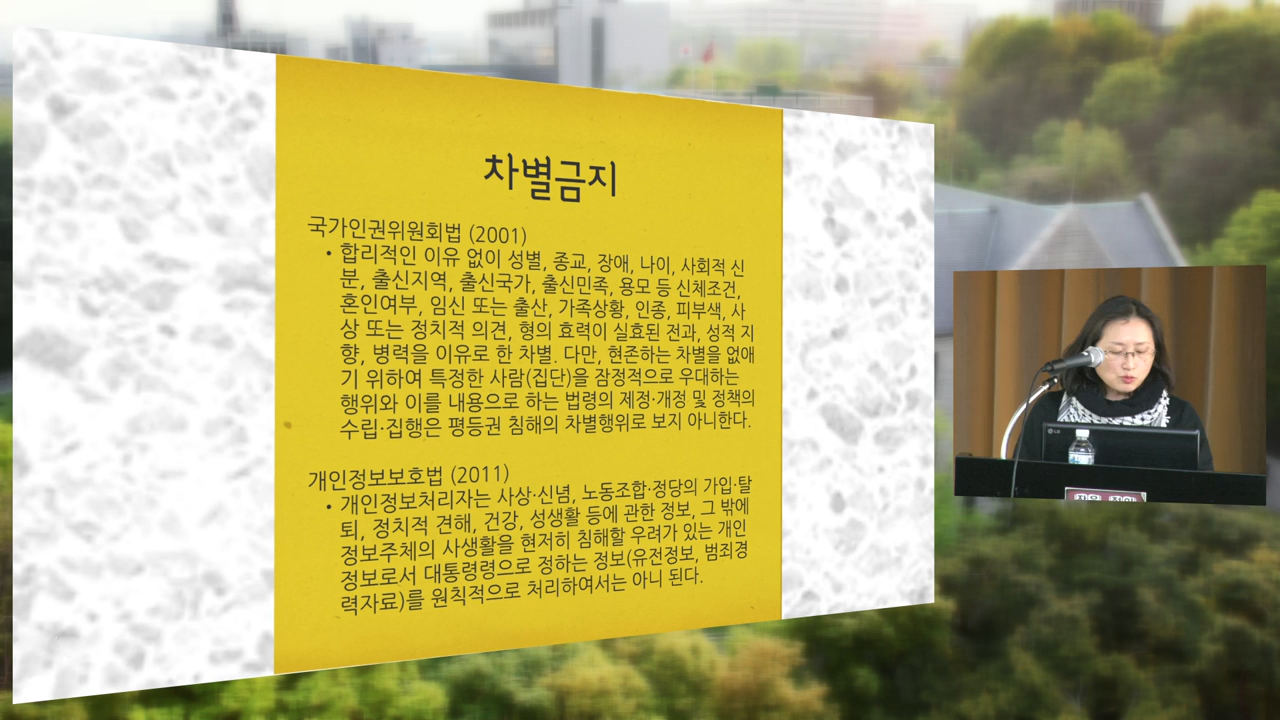 차별금지
국가인권위원회법 (2001)
• 합리적인 이유 없이 성별, 종교, 장애, 나이, 사회적 신
분, 출신지역, 출신국가, 출신민족, 용모 등 신체조건,
혼인여부, 임신 또는 출산, 가족상황, 인종, 피부색, 사
상 또는 정치적 의견, 형의 효력이 실효된 전과, 성적 지
향, 병력을 이유로 한 차별. 다만, 현존하는 차별을 없애
기 위하여 특정한 사람(집단)을 잠정적으로 우대하는
행위와 이를 내용으로 하는 법령의 제정·개정 및 정책의
수립·집행은 평등권 침해의 차별행위로 보지 아니한다.
개인정보보호법 (2011)
• 개인정보처리자는 사상·신념, 노동조합·정당의 가입·탈
퇴, 정치적 견해, 건강, 성생활 등에 관한 정보, 그 밖에
정보주체의 사생활을 현저히 침해할 우려가 있는 개인
정보로서 대통령령으로 정하는 정보(유전정보, 범죄경
력자료)를 원칙적으로 처리하여서는 아니 된다.
LG